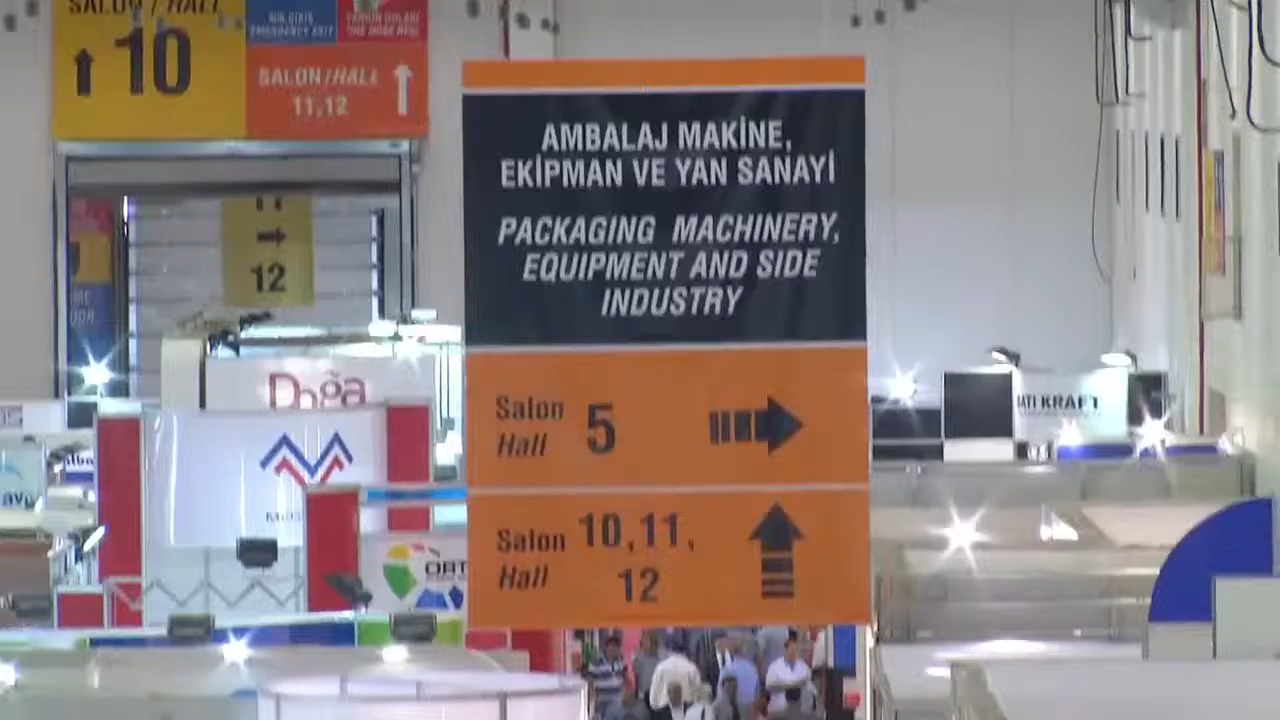 SALON / HALL
10
SALON/HALL
11,12
12
AMBALAJ MAKİNE,
EKİPMAN VE YAN SANAYİ
PACKAGING MACHINERY,
EQUIPMENT AND SIDE
INDUSTRY
Salon
Hall
5
Salon
Hall
10,11,
12
Doğa
KRAFT
ORT